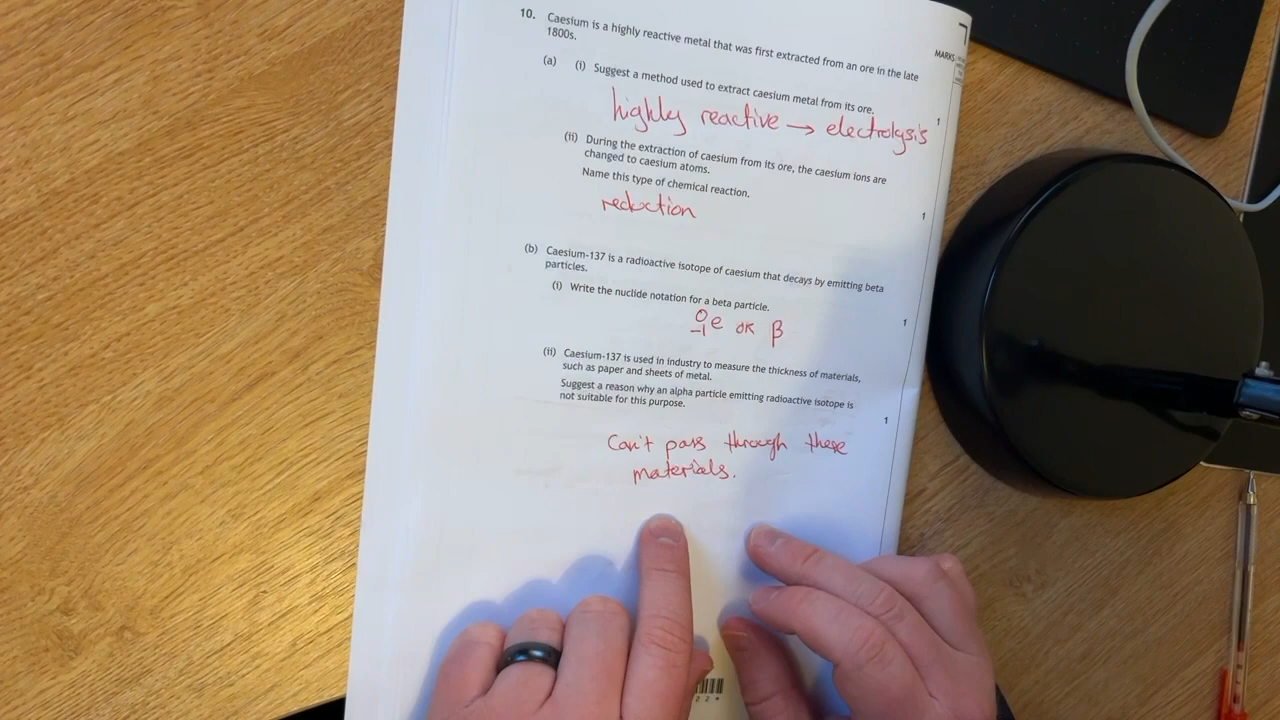 10. Caesium is a highly reactive metal that was first extracted from an ore in the late
1800s.
MARKS
(a) (i) Suggest a method used to extract caesium metal from its ore.
1
highly reactive → electrolysis
(ii) During the extraction of caesium from its ore, the caesium ions are
changed to caesium atoms.
Name this type of chemical reaction.
1
reduction
(b) Caesium-137 is a radioactive isotope of caesium that decays by emitting beta
particles.
(i) Write the nuclide notation for a beta particle.
1
0
-1 e OR β
(ii) Caesium-137 is used in industry to measure the thickness of materials,
such as paper and sheets of metal.
Suggest a reason why an alpha particle emitting radioactive isotope is
not suitable for this purpose.
1
Can't pass through these
materials.
2 2 *